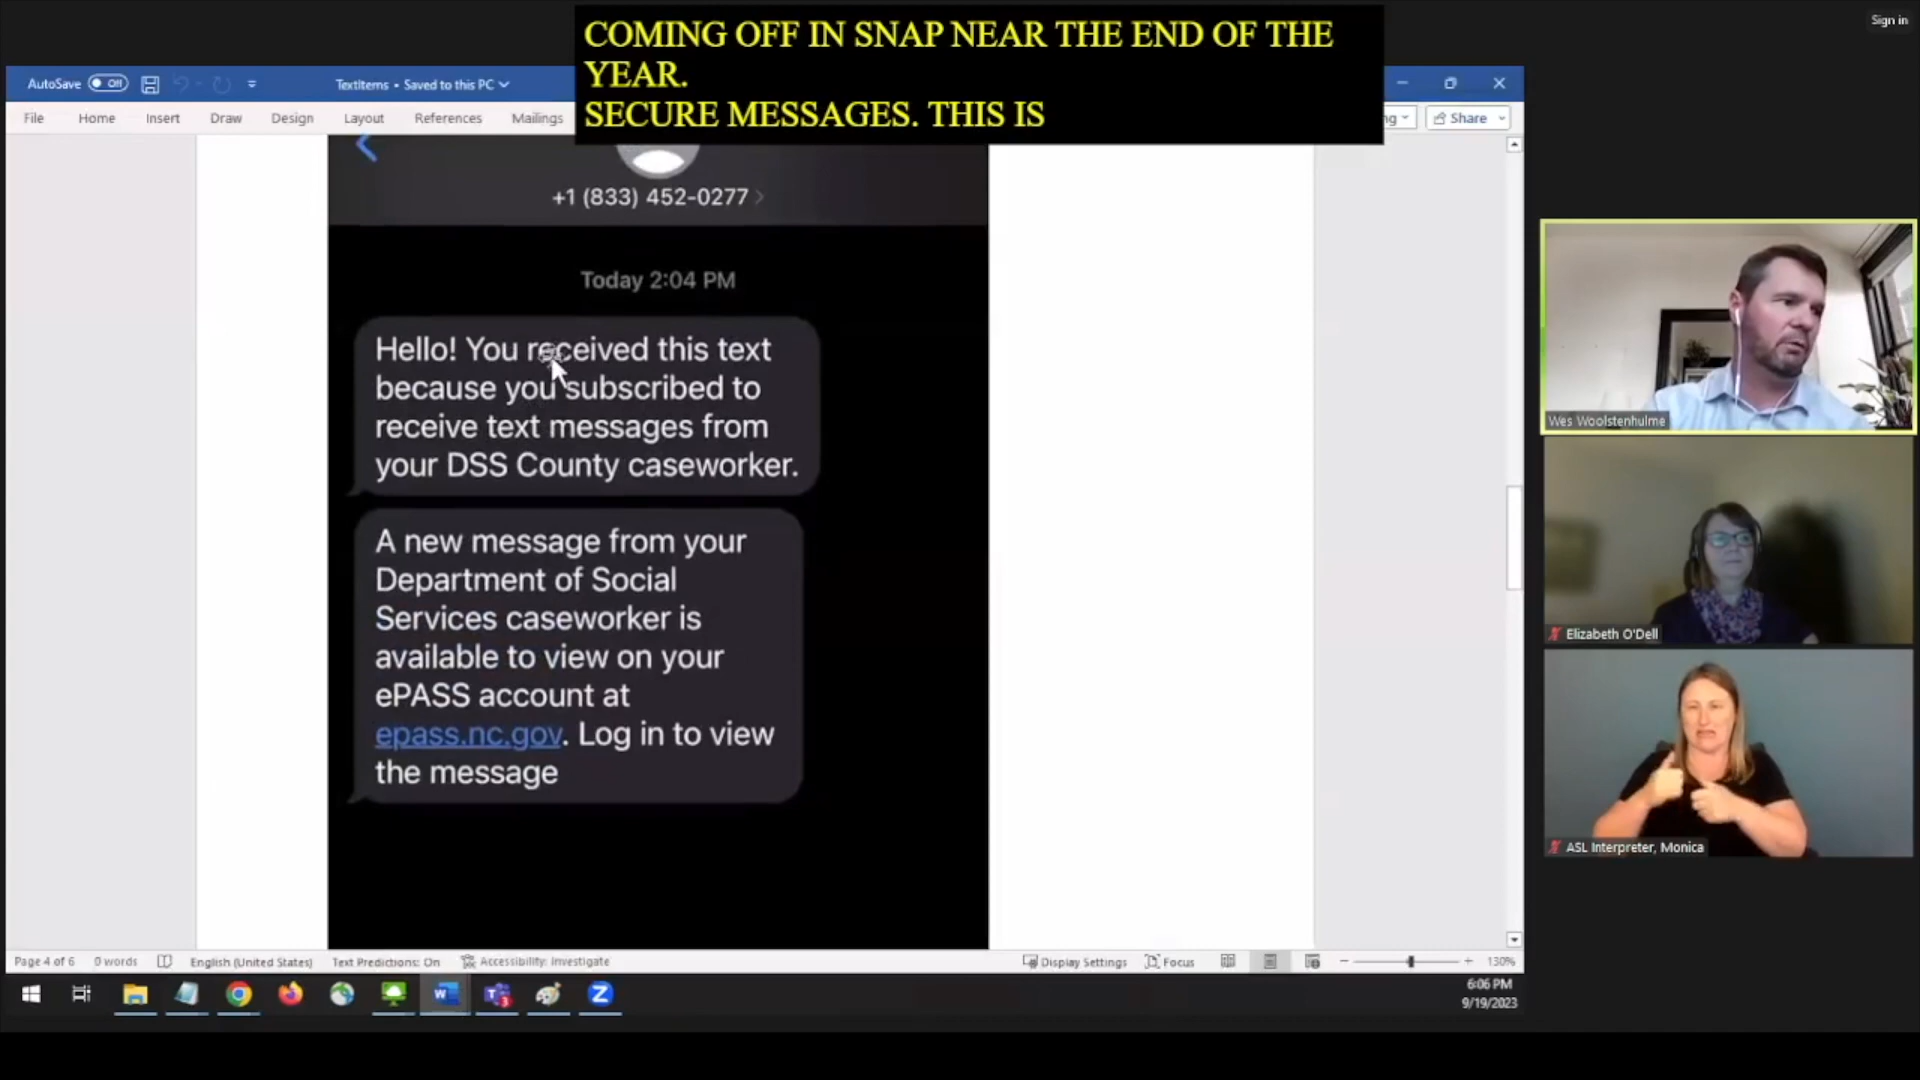 Sign in
COMING OFF IN SNAP NEAR THE END OF THE
YEAR.
SECURE MESSAGES. THIS IS
AutoSave Off TextItems • Saved to this PC
File Home Insert Draw Design Layout References Mailings Share
+1 (833) 452-0277
Today 2:04 PM
Hello! You received this text
because you subscribed to
receive text messages from
your DSS County caseworker.
A new message from your
Department of Social
Services caseworker is
available to view on your
ePASS account at
epass.nc.gov. Log in to view
the message
Wes Woolstenhulme
Elizabeth O'Dell
ASL Interpreter, Monica
Page 4 of 6 0 words English (United States) Text Predictions: On Accessibility: Investigate Display Settings Focus 130%
6:06 PM
9/19/2023